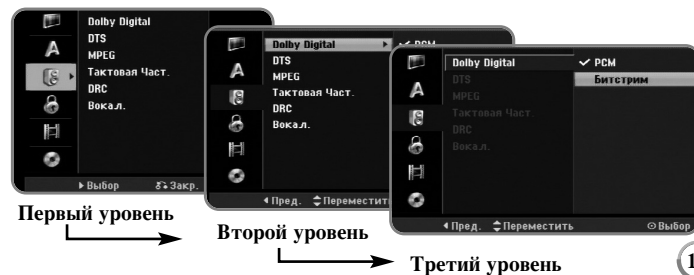 Dolby Digital
DTS
MPEG
Тактовая Част.
DRC
Вокал.
Выбор Закр.
Первый уровень
Dolby Digital
DTS
MPEG
Тактовая Част.
DRC
Вокал.
Пред. Переместить
Второй уровень
Dolby Digital
DTS
MPEG
Тактовая Част.
DRC
Вокал.
PCM
Битстрим
Пред. Переместить Выбор
Третий уровень